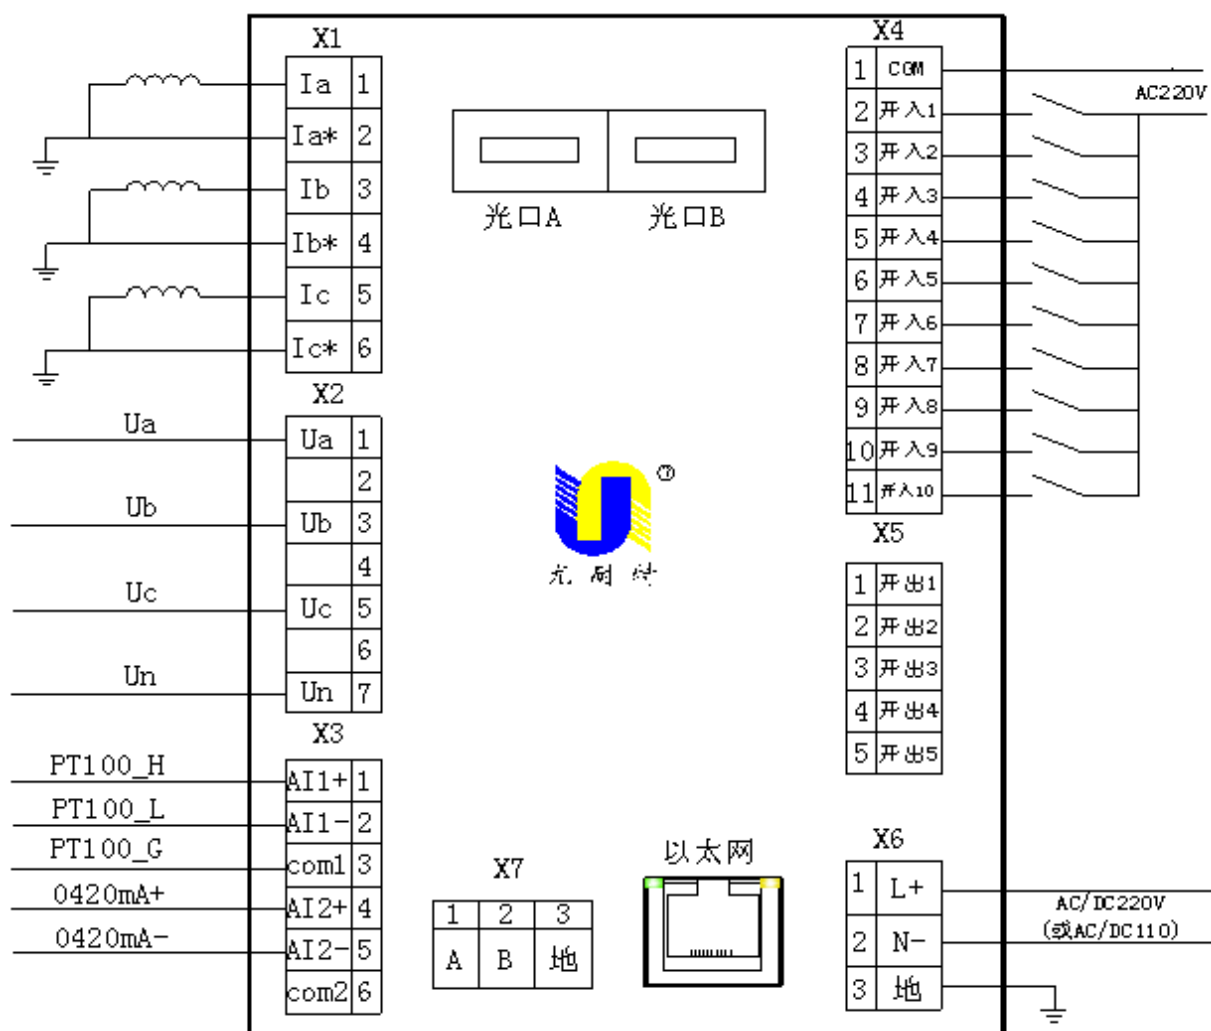 X1
Ia 1
Ia* 2
Ib 3
Ib* 4
Ic 5
Ic* 6
X2
Ua
Ua 1
2
Ub
Ub 3
4
Uc
Uc 5
6
Un
Un 7
X3
PT100_H
AI1+ 1
PT100_L
AI1- 2
PT100_G
com1 3
0420mA+
AI2+ 4
0420mA-
AI2- 5
com2 6
光口A
光口B
尤耐特
X7
1 2 3
A B 地
以太网
X4
1 COM
AC220V
2 开入1
3 开入2
4 开入3
5 开入4
6 开入5
7 开入6
8 开入7
9 开入8
10 开入9
11 开入10
X5
1 开出1
2 开出2
3 开出3
4 开出4
5 开出5
X6
1 L+
AC/DC220V
(或AC/DC110)
2 N-
3 地